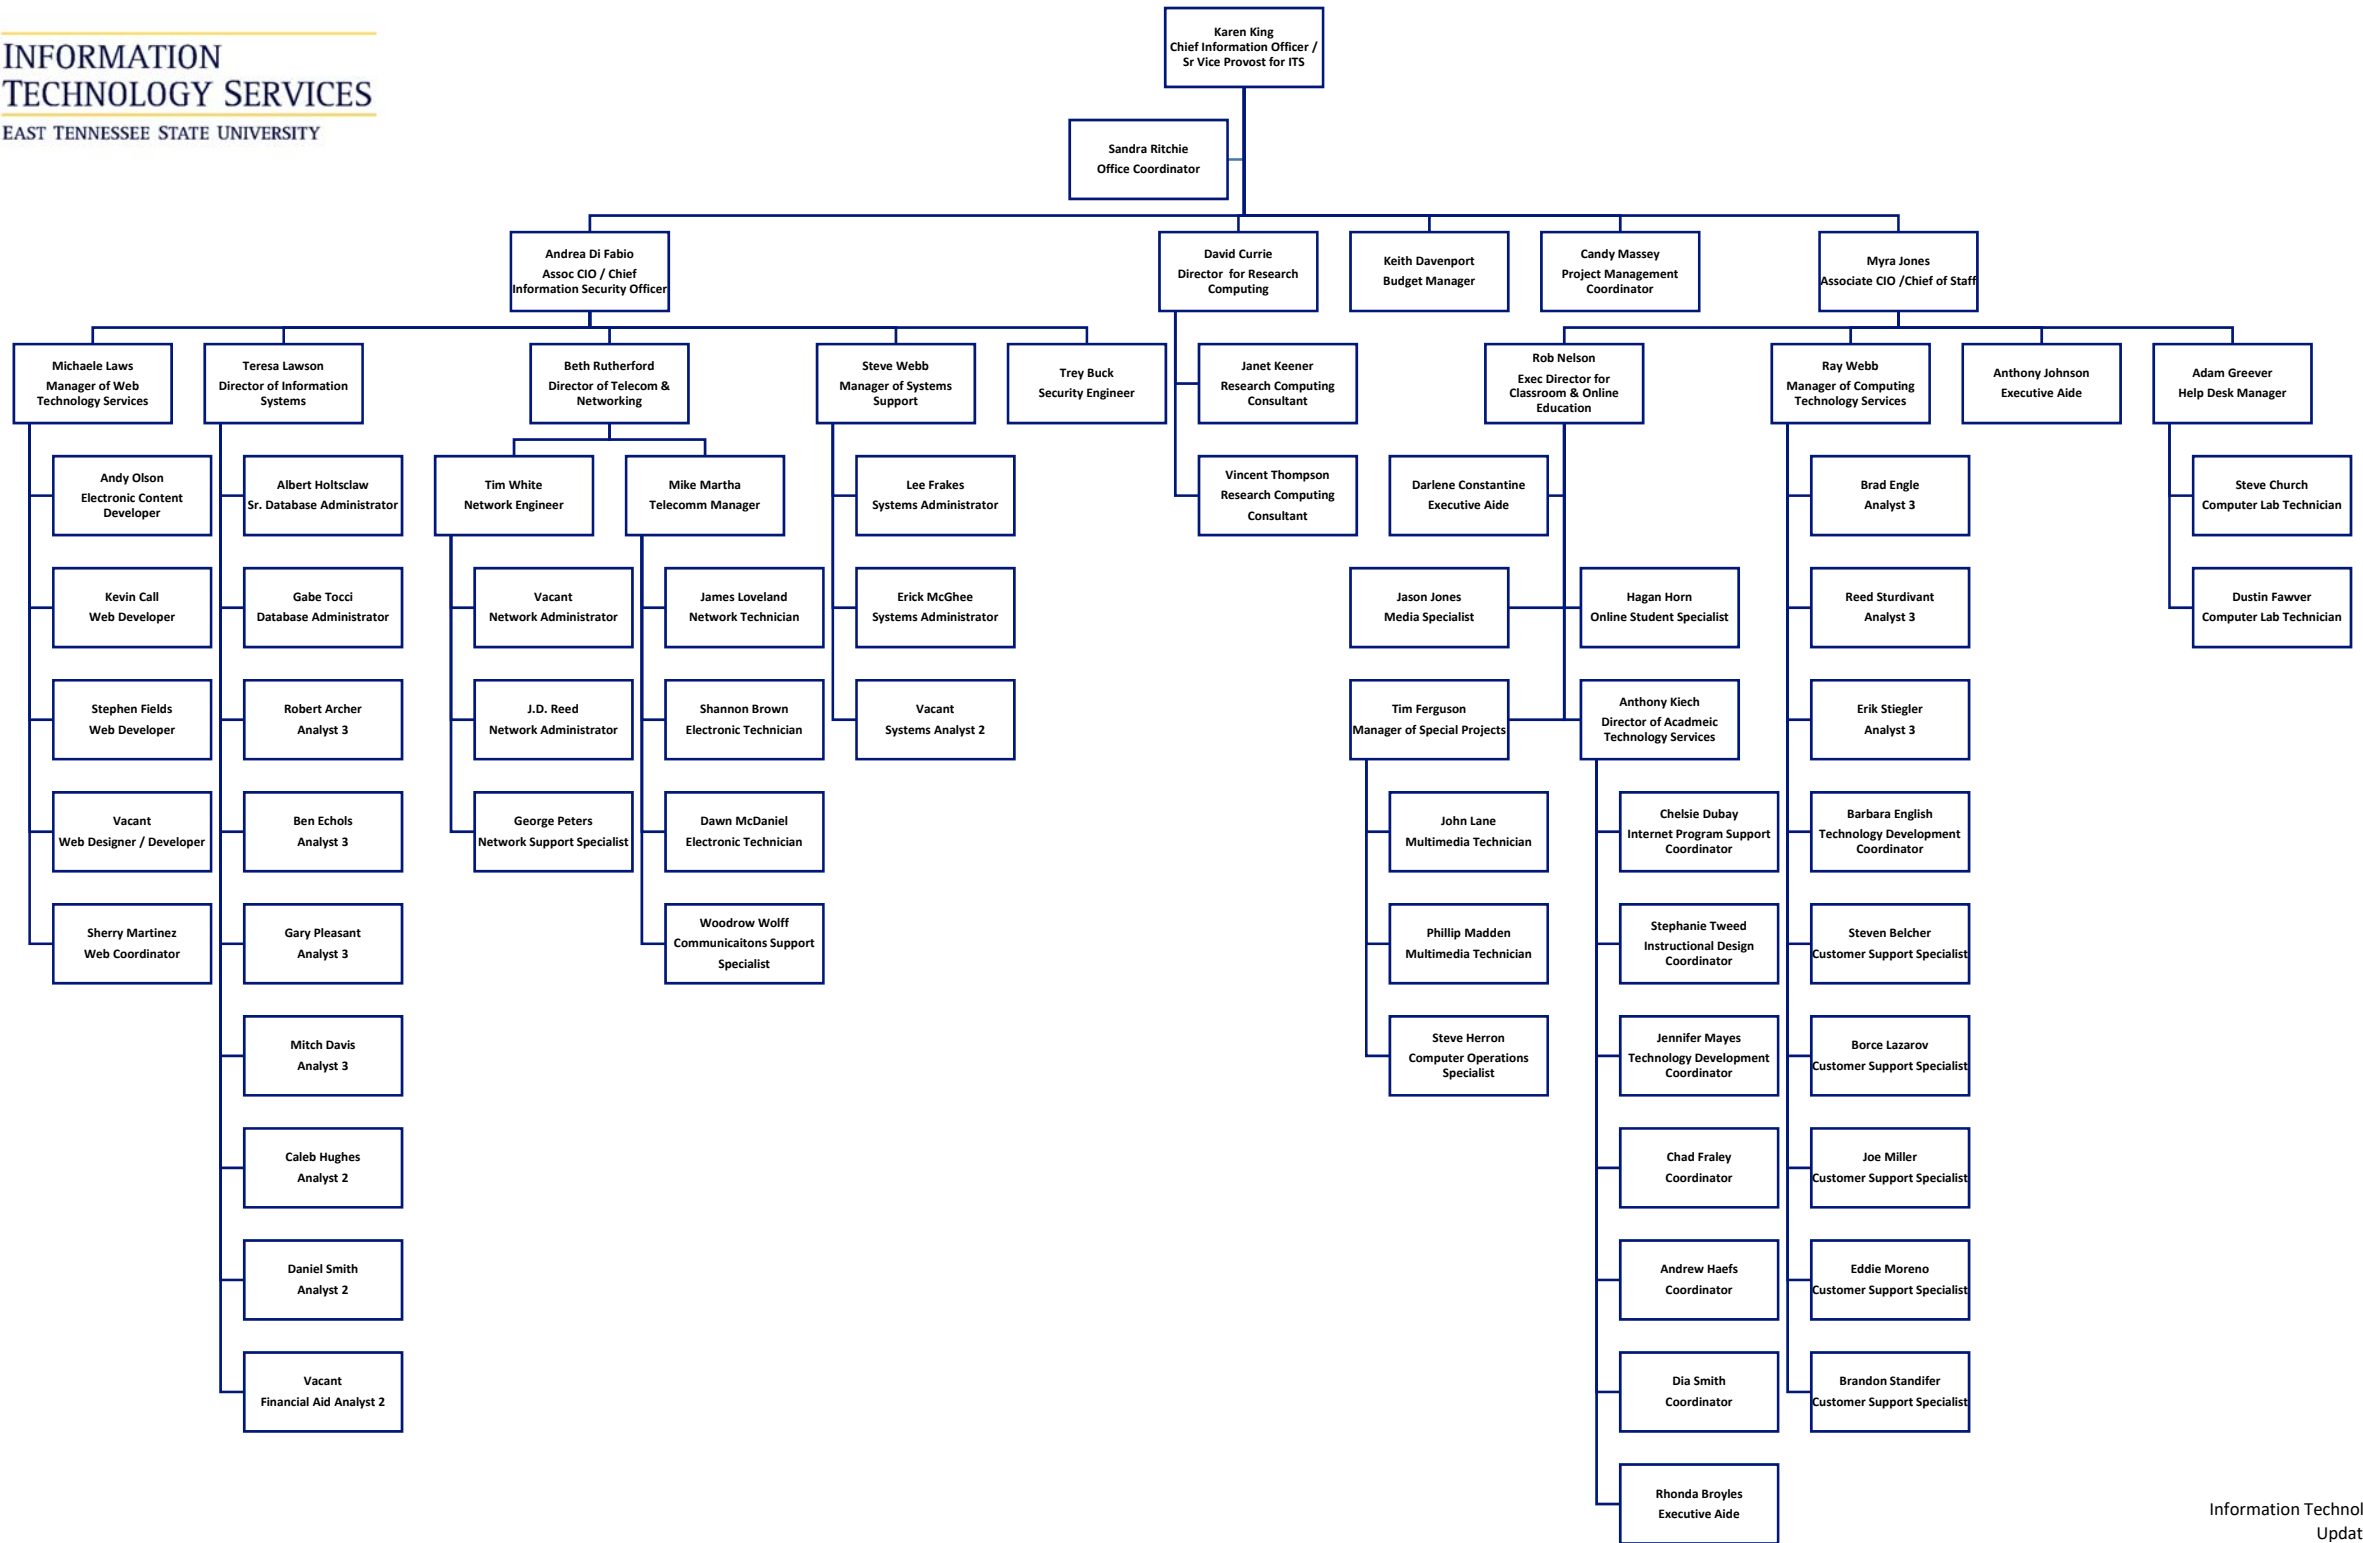 INFORMATION
TECHNOLOGY SERVICES
EAST TENNESSEE STATE UNIVERSITY
Karen King
Chief Information Officer /
Sr Vice Provost for ITS
Sandra Ritchie
Office Coordinator
Andrea Di Fabio
Assoc CIO / Chief
Information Security Officer
David Currie
Director for Research
Computing
Keith Davenport
Budget Manager
Candy Massey
Project Management
Coordinator
Myra Jones
Associate CIO /Chief of Staff
Michaele Laws
Manager of Web
Technology Services
Teresa Lawson
Director of Information
Systems
Beth Rutherford
Director of Telecom &
Networking
Steve Webb
Manager of Systems
Support
Trey Buck
Security Engineer
Janet Keener
Research Computing
Consultant
Rob Nelson
Exec Director for
Classroom & Online
Education
Ray Webb
Manager of Computing
Technology Services
Anthony Johnson
Executive Aide
Adam Greever
Help Desk Manager
Andy Olson
Electronic Content
Developer
Albert Holtsclaw
Sr. Database Administrator
Tim White
Network Engineer
Mike Martha
Telecomm Manager
Lee Frakes
Systems Administrator
Vincent Thompson
Research Computing
Consultant
Darlene Constantine
Executive Aide
Brad Engle
Analyst 3
Steve Church
Computer Lab Technician
Kevin Call
Web Developer
Gabe Tocci
Database Administrator
Vacant
Network Administrator
James Loveland
Network Technician
Erick McGhee
Systems Administrator
Jason Jones
Media Specialist
Hagan Horn
Online Student Specialist
Reed Sturdivant
Analyst 3
Dustin Fawver
Computer Lab Technician
Stephen Fields
Web Developer
Robert Archer
Analyst 3
J.D. Reed
Network Administrator
Shannon Brown
Electronic Technician
Vacant
Systems Analyst 2
Tim Ferguson
Manager of Special Projects
Anthony Kiech
Director of Acadmeic
Technology Services
Erik Stiegler
Analyst 3
Vacant
Web Designer / Developer
Ben Echols
Analyst 3
George Peters
Network Support Specialist
Dawn McDaniel
Electronic Technician
John Lane
Multimedia Technician
Chelsie Dubay
Internet Program Support
Coordinator
Barbara English
Technology Development
Coordinator
Sherry Martinez
Web Coordinator
Gary Pleasant
Analyst 3
Woodrow Wolff
Communicaitons Support
Specialist
Phillip Madden
Multimedia Technician
Stephanie Tweed
Instructional Design
Coordinator
Steven Belcher
Customer Support Specialist
Mitch Davis
Analyst 3
Steve Herron
Computer Operations
Specialist
Jennifer Mayes
Technology Development
Coordinator
Borce Lazarov
Customer Support Specialist
Caleb Hughes
Analyst 2
Chad Fraley
Coordinator
Joe Miller
Customer Support Specialist
Daniel Smith
Analyst 2
Andrew Haefs
Coordinator
Eddie Moreno
Customer Support Specialist
Vacant
Financial Aid Analyst 2
Dia Smith
Coordinator
Brandon Standifer
Customer Support Specialist
Rhonda Broyles
Executive Aide
Information Technol
Updat